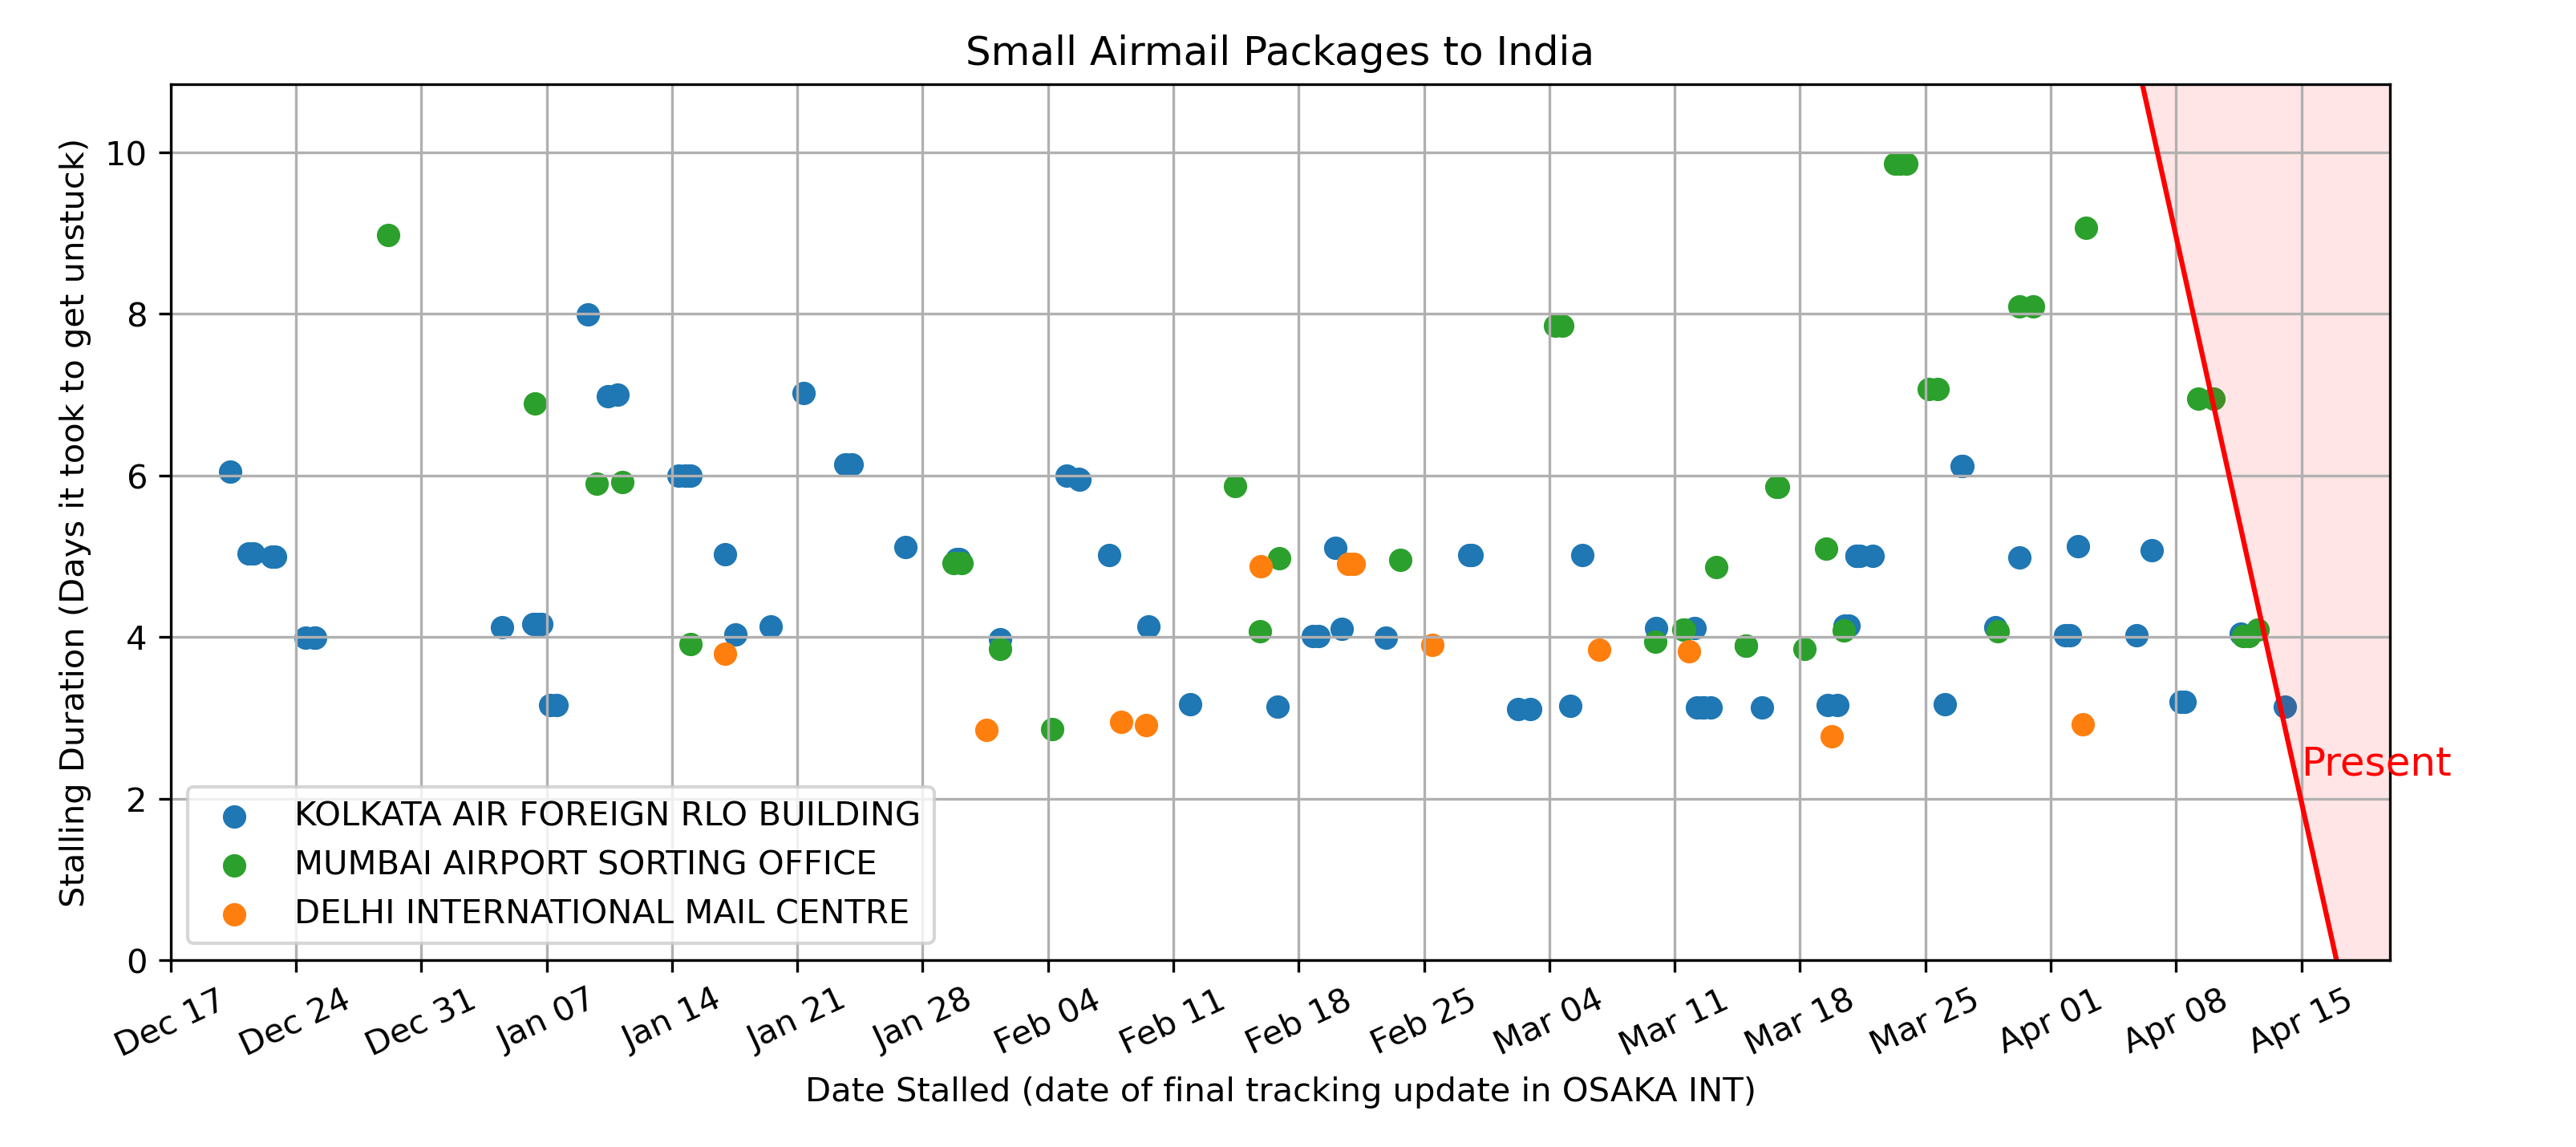 Small Airmail Packages to India
Stalling Duration (Days it took to get unstuck)
10
8
6
4
2
0
Present
KOLKATA AIR FOREIGN RLO BUILDING
MUMBAI AIRPORT SORTING OFFICE
DELHI INTERNATIONAL MAIL CENTRE
Dec 17
Dec 24
Dec 31
Jan 07
Jan 14
Jan 21
Jan 28
Feb 04
Feb 11
Feb 18
Feb 25
Mar 04
Mar 11
Mar 18
Mar 25
Apr 01
Apr 08
Apr 15
Date Stalled (date of final tracking update in OSAKA INT)